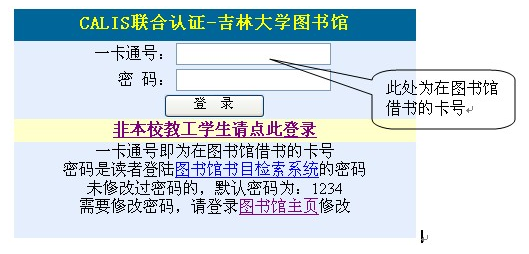 CALIS联合认证-吉林大学图书馆
一卡通号：
密 码：
登 录
此处为在图书馆
借书的卡号
非本校教工学生请点此登录
一卡通号即为在图书馆借书的卡号
密码是读者登陆图书馆书目检索系统的密码
未修改过密码的，默认密码为：1234
需要修改密码，请登录图书馆主页修改